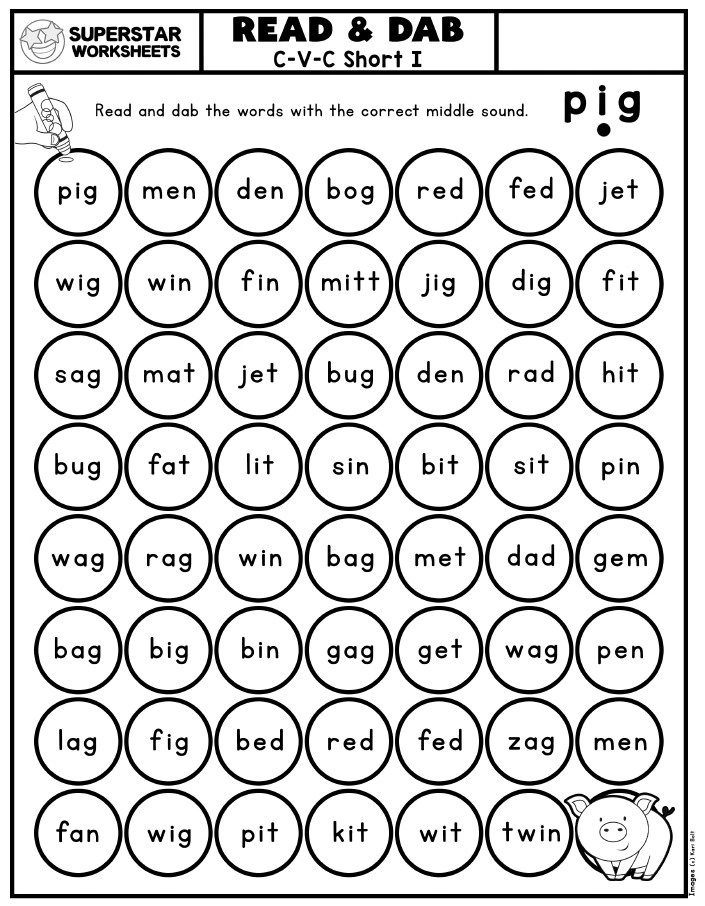 SUPERSTAR
WORKSHEETS
READ & DAB
C-V-C Short I
Read and dab the words with the correct middle sound.
pig
pig men den bog red fed jet
wig win fin mitt jig dig fit
sag mat jet bug den rad hit
bug fat lit sin bit sit pin
wag rag win bag met dad gem
bag big bin gag get wag pen
lag fig bed red fed zag men
fan wig pit kit wit twin
Images (c) Keri Bolt